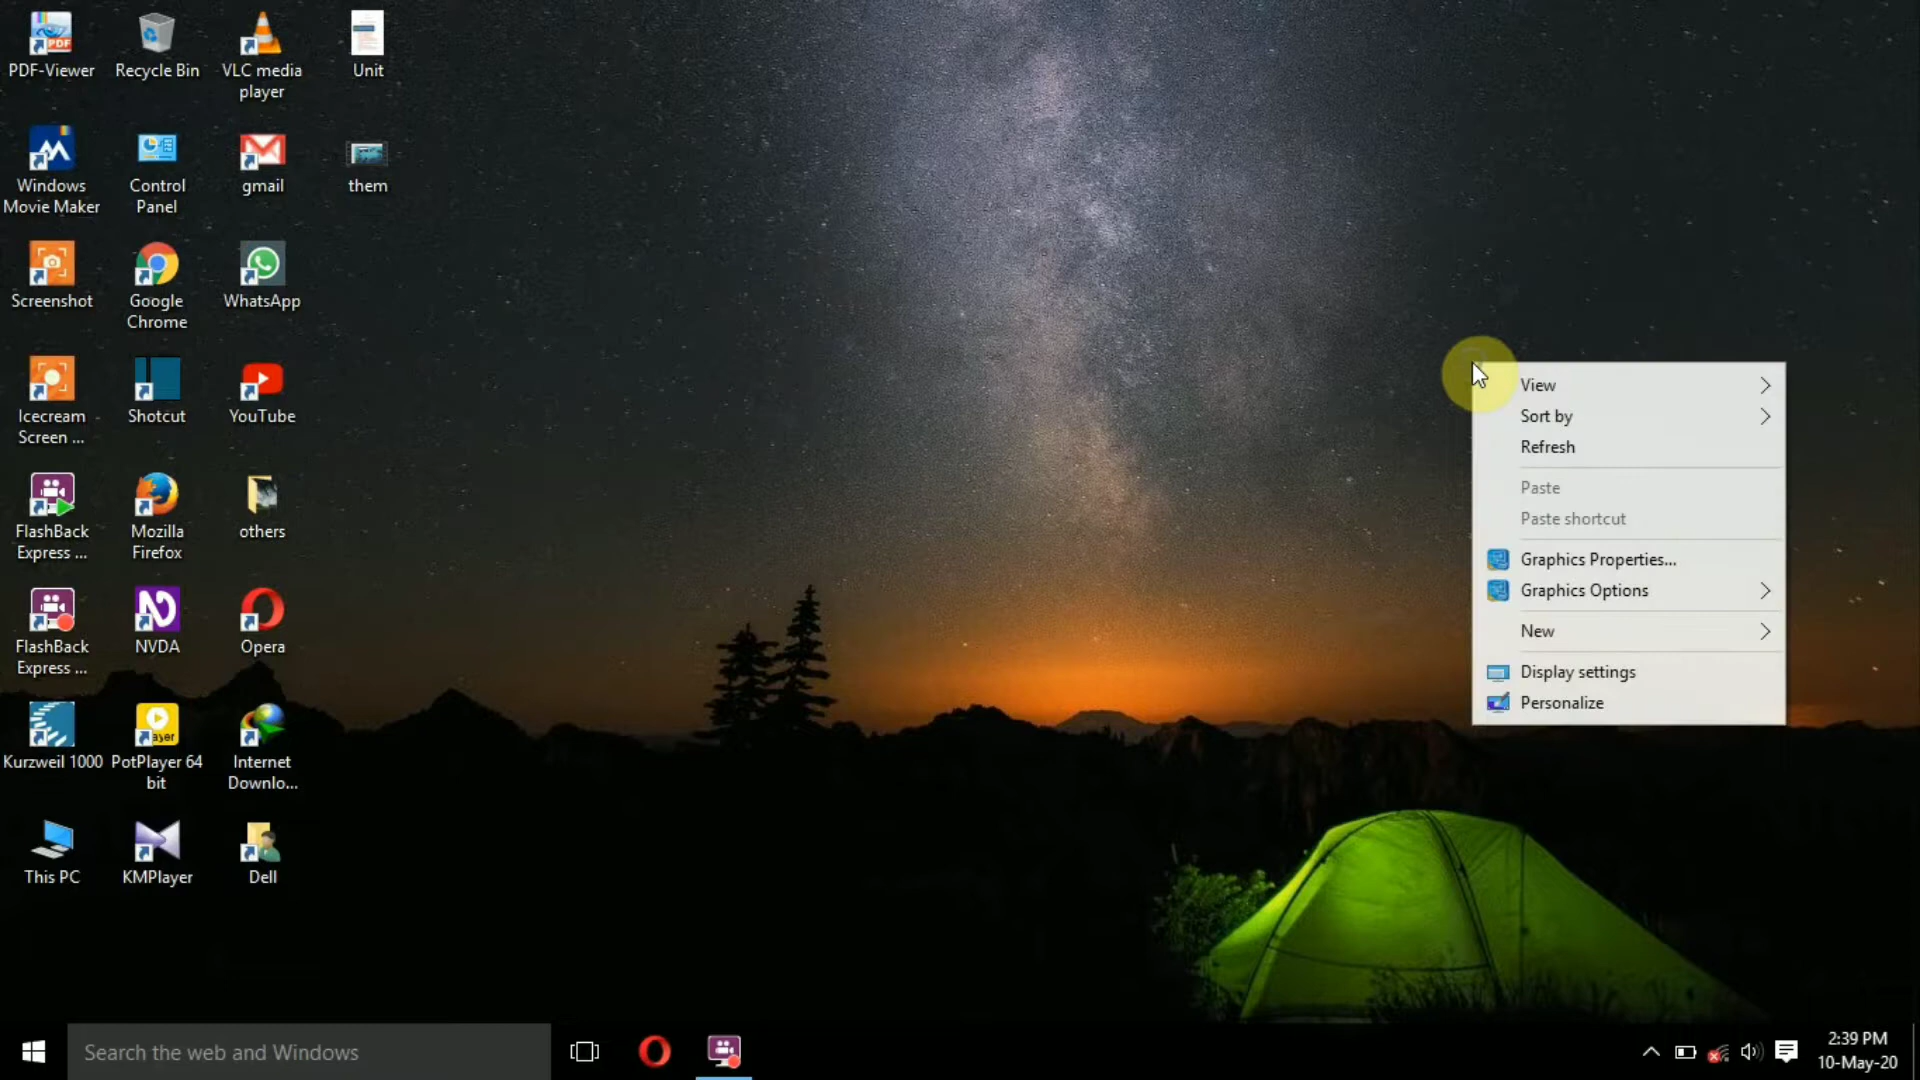 PDF-Viewer
Recycle Bin
VLC media
player
Unit
Windows
Movie Maker
Control
Panel
gmail
them
Screenshot
Google
Chrome
WhatsApp
Icecream
Screen ...
Shotcut
YouTube
FlashBack
Express ...
Mozilla
Firefox
others
FlashBack
Express ...
NVDA
Opera
Kurzweil 1000
PotPlayer 64
bit
Internet
Downlo...
This PC
KMPlayer
Dell
View
Sort by
Refresh
Paste
Paste shortcut
Graphics Properties...
Graphics Options
New
Display settings
Personalize
Search the web and Windows
2:39 PM
10-May-20